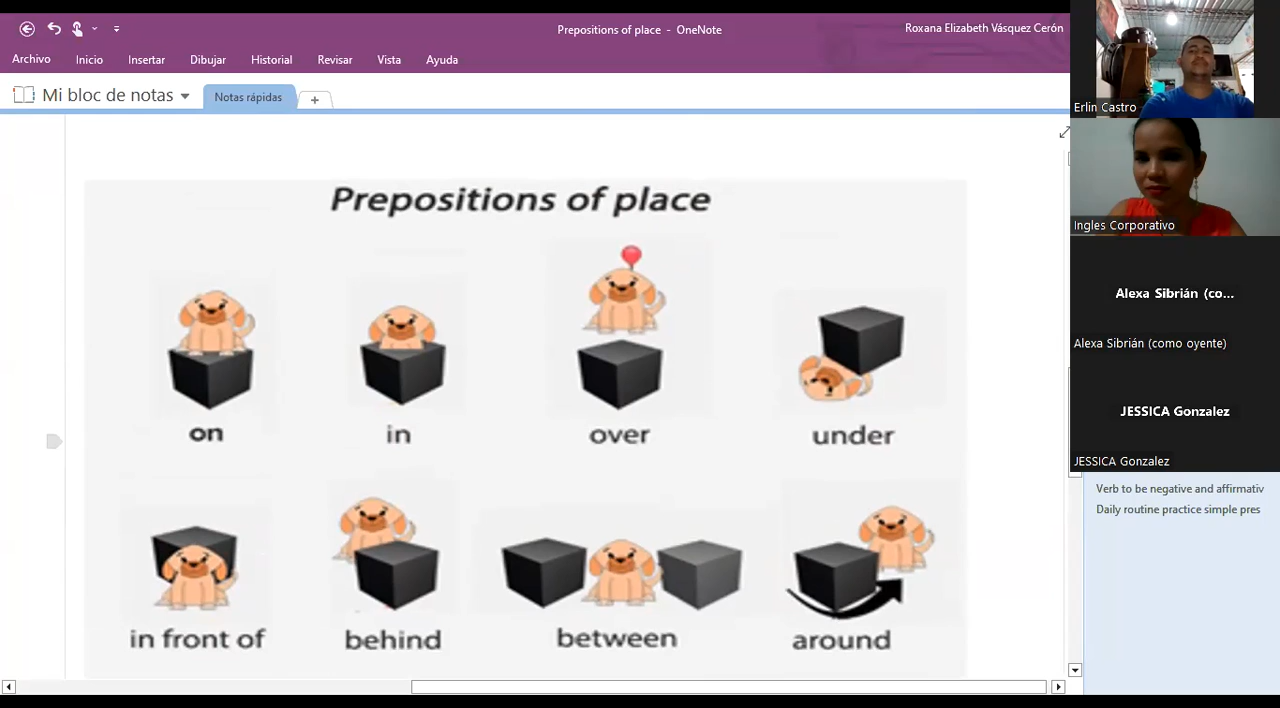 Prepositions of place - OneNote
Roxana Elizabeth Vásquez Cerón
Archivo Inicio Insertar Dibujar Historial Revisar Vista Ayuda
Mi bloc de notas
Notas rápidas
Prepositions of place
on in over under
in front of behind between around
Erlin Castro
Ingles Corporativo
Alexa Sibrián (co...
Alexa Sibrián (como oyente)
JESSICA Gonzalez
JESSICA Gonzalez
Verb to be negative and affirmativ
Daily routine practice simple pres